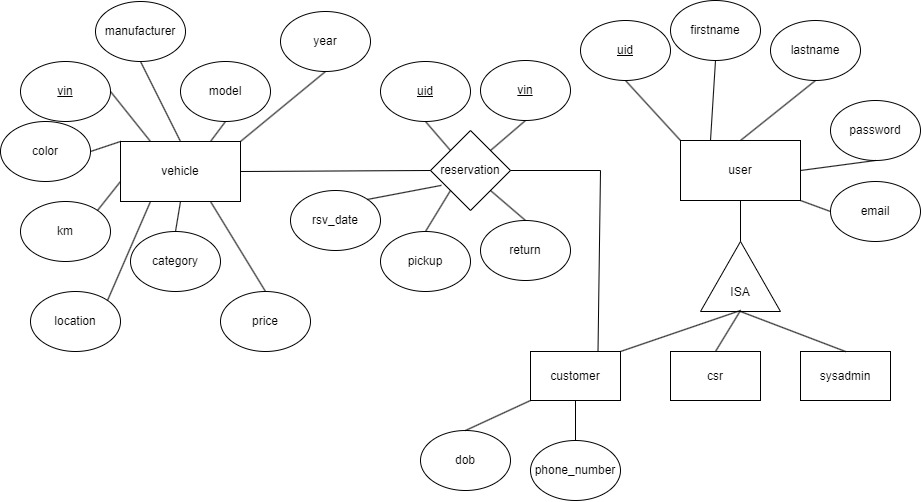 manufacturer
year
firstname
uid
lastname
vin
model
uid
vin
color
password
vehicle
reservation
user
km
category
rsv_date
pickup
return
email
location
price
ISA
customer
csr
sysadmin
dob
phone_number